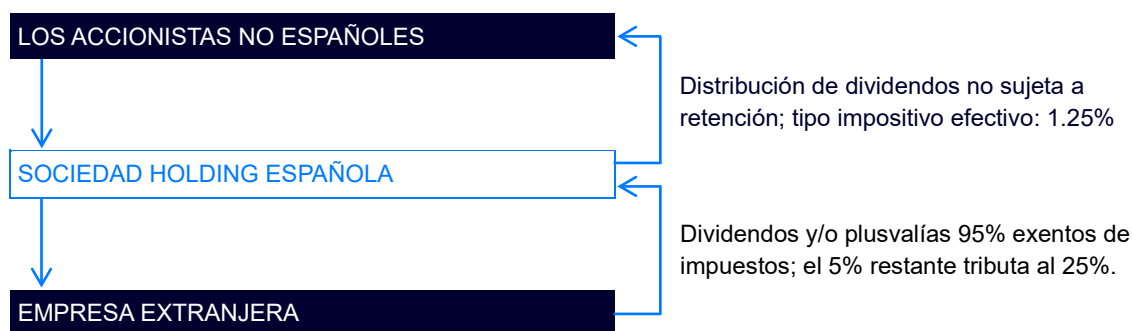 LOS ACCIONISTAS NO ESPAÑOLES
Distribución de dividendos no sujeta a
retención; tipo impositivo efectivo: 1.25%
SOCIEDAD HOLDING ESPAÑOLA
Dividendos y/o plusvalías 95% exentos de
impuestos; el 5% restante tributa al 25%.
EMPRESA EXTRANJERA